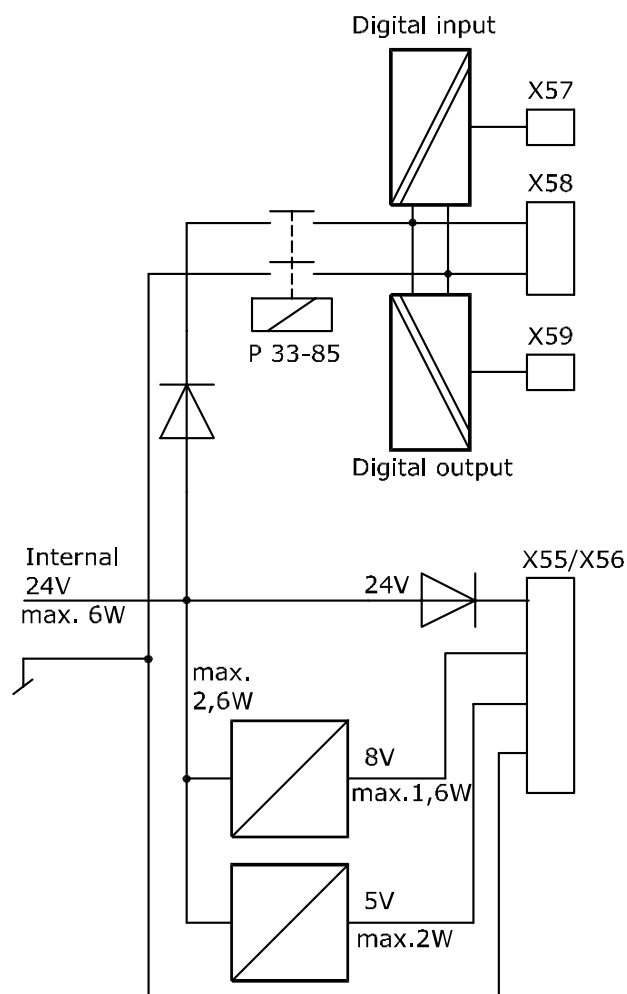 Digital input
X57
X58
P 33-85
X59
Digital output
Internal
24V
max. 6W
24V
X55/X56
max.
2,6W
8V
max.1,6W
5V
max.2W